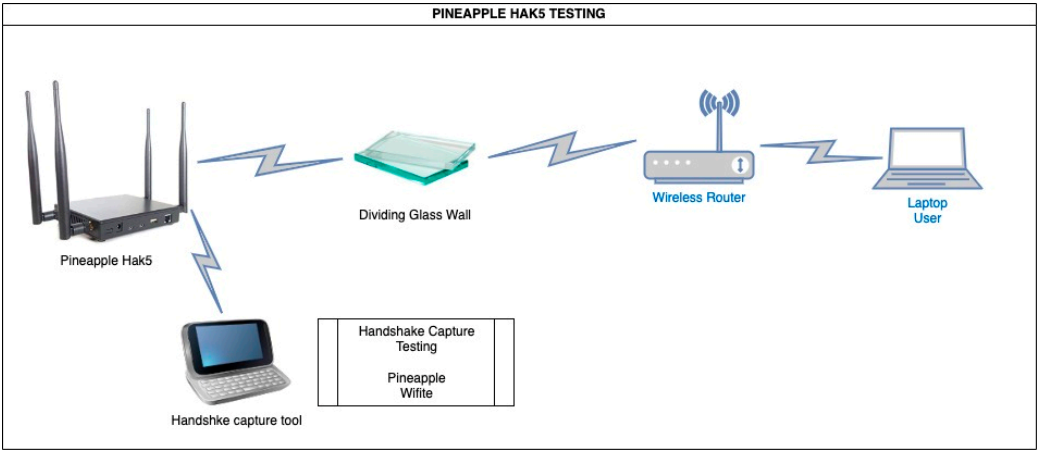 PINEAPPLE HAK5 TESTING
Dividing Glass Wall
Wireless Router
Laptop
User
Pineapple Hak5
Handshake Capture
Testing
Pineapple
Wifite
Handshke capture tool